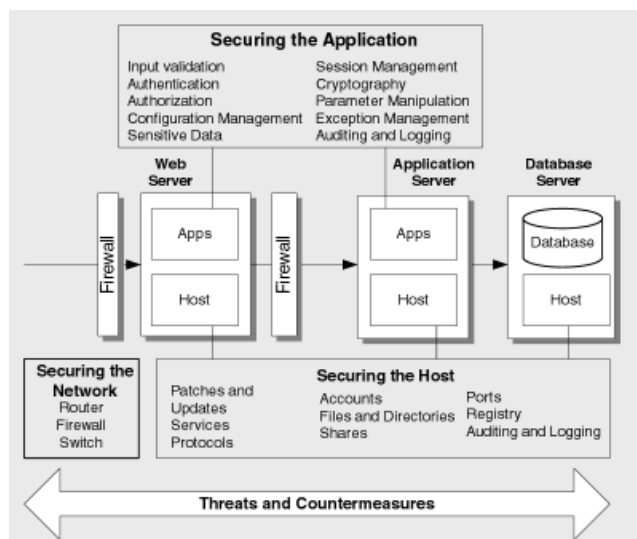 Securing the Application
Input validation
Authentication
Authorization
Configuration Management
Sensitive Data
Session Management
Cryptography
Parameter Manipulation
Exception Management
Auditing and Logging
Web
Server
Application
Server
Database
Server
Firewall
Apps
Host
Firewall
Apps
Host
Database
Host
Securing the
Network
Router
Firewall
Switch
Securing the Host
Patches and
Updates
Services
Protocols
Accounts
Files and Directories
Shares
Ports
Registry
Auditing and Logging
Threats and Countermeasures